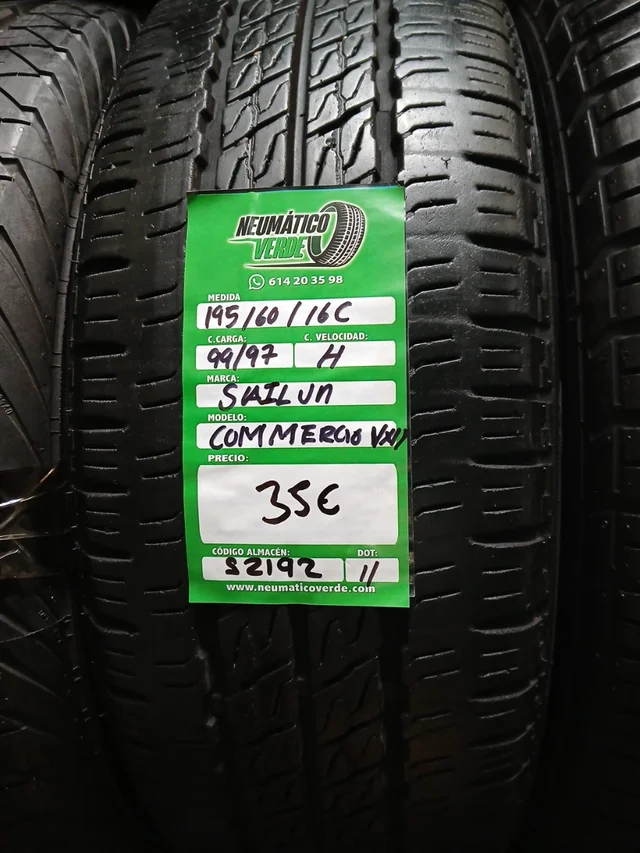 NEUMÁTICO
VERDE
614 20 35 98
MEDIDA
195/60/16C
C.CARGA: C. VELOCIDAD:
99/97 H
MARCA:
SAILUN
MODELO:
COMMERCIO VXI
PRECIO:
35€
CÓDIGO ALMACÉN: DOT:
S2192 11
www.neumaticoverde.com